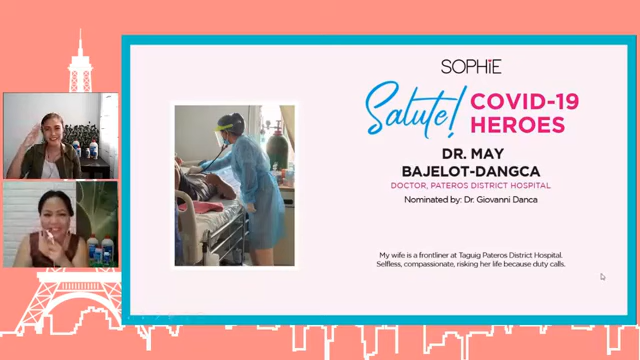 SOPHIE
Salute!
COVID-19
HEROES
DR. MAY
BAJELOT-DANGCA
DOCTOR, PATEROS DISTRICT HOSPITAL
Nominated by: Dr. Giovanni Danca
My wife is a frontliner at Taguig Pateros District Hospital.
Selfless, compassionate, risking her life because duty calls.